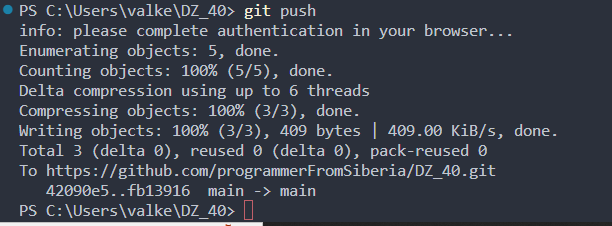 PS C:\Users\valke\DZ_40> git push
info: please complete authentication in your browser...
Enumerating objects: 5, done.
Counting objects: 100% (5/5), done.
Delta compression using up to 6 threads
Compressing objects: 100% (3/3), done.
Writing objects: 100% (3/3), 409 bytes | 409.00 KiB/s, done.
Total 3 (delta 0), reused 0 (delta 0), pack-reused 0
To https://github.com/programmerFromSiberia/DZ_40.git
   42090e5..fb13916  main -> main
PS C:\Users\valke\DZ_40>